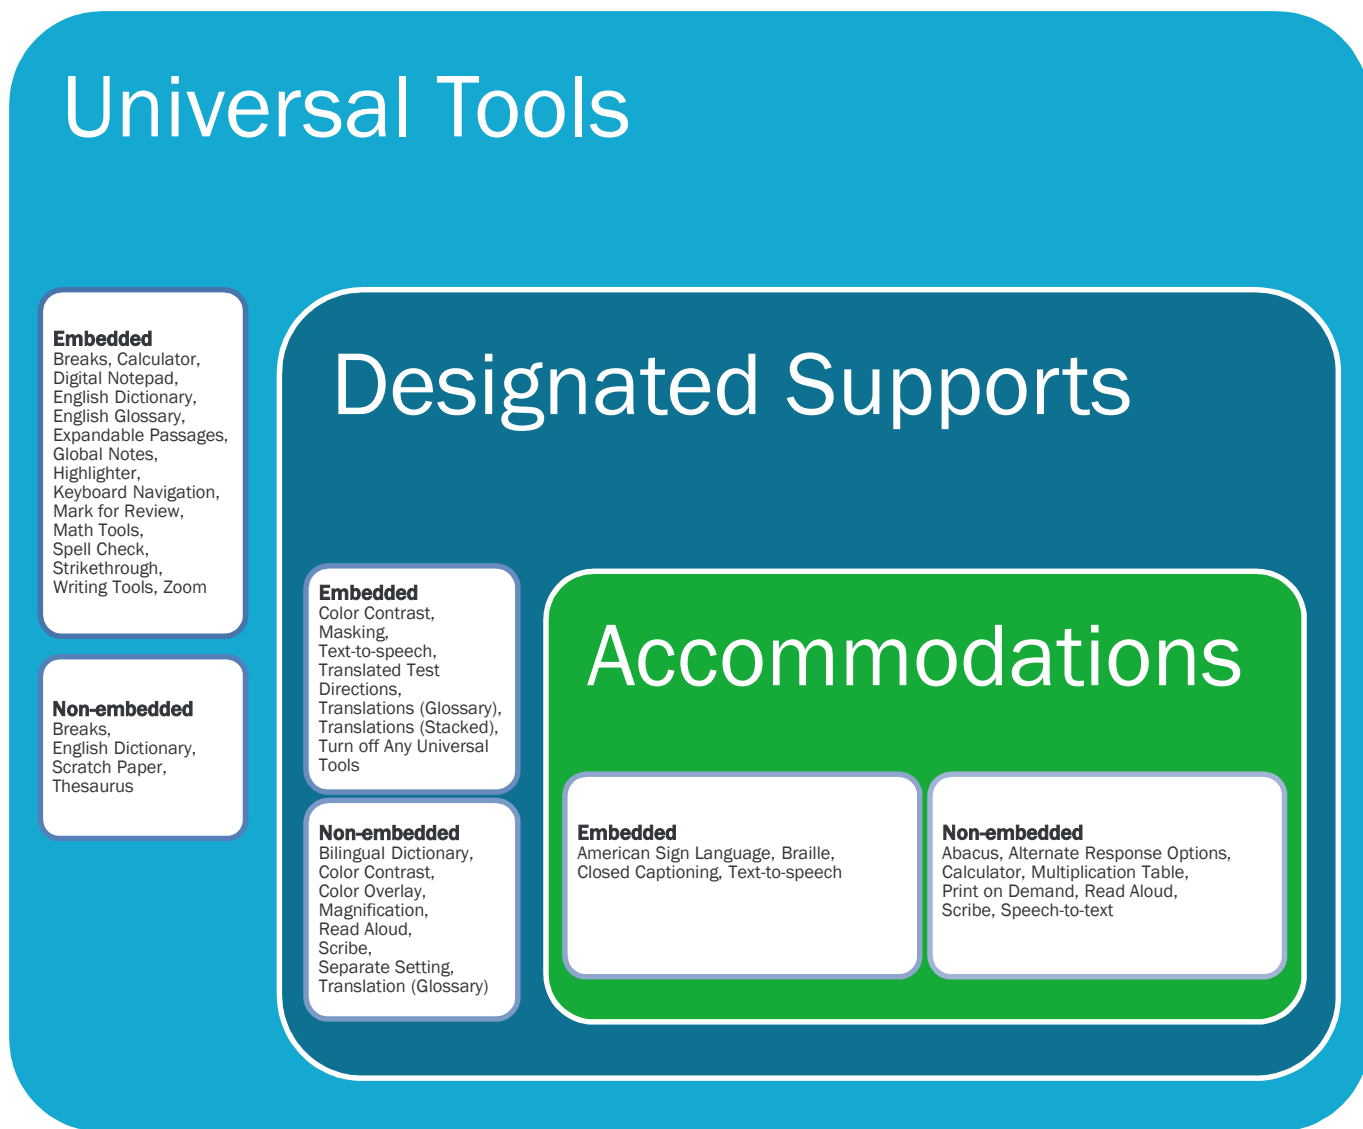 Universal Tools
Embedded
Breaks, Calculator,
Digital Notepad,
English Dictionary,
English Glossary,
Expandable Passages,
Global Notes,
Highlighter,
Keyboard Navigation,
Mark for Review,
Math Tools,
Spell Check,
Strikethrough,
Writing Tools, Zoom
Non-embedded
Breaks,
English Dictionary,
Scratch Paper,
Thesaurus
Designated Supports
Embedded
Color Contrast,
Masking,
Text-to-speech,
Translated Test
Directions,
Translations (Glossary),
Translations (Stacked),
Turn off Any Universal
Tools
Non-embedded
Bilingual Dictionary,
Color Contrast,
Color Overlay,
Magnification,
Read Aloud,
Scribe,
Separate Setting,
Translation (Glossary)
Accommodations
Embedded
American Sign Language, Braille,
Closed Captioning, Text-to-speech
Non-embedded
Abacus, Alternate Response Options,
Calculator, Multiplication Table,
Print on Demand, Read Aloud,
Scribe, Speech-to-text